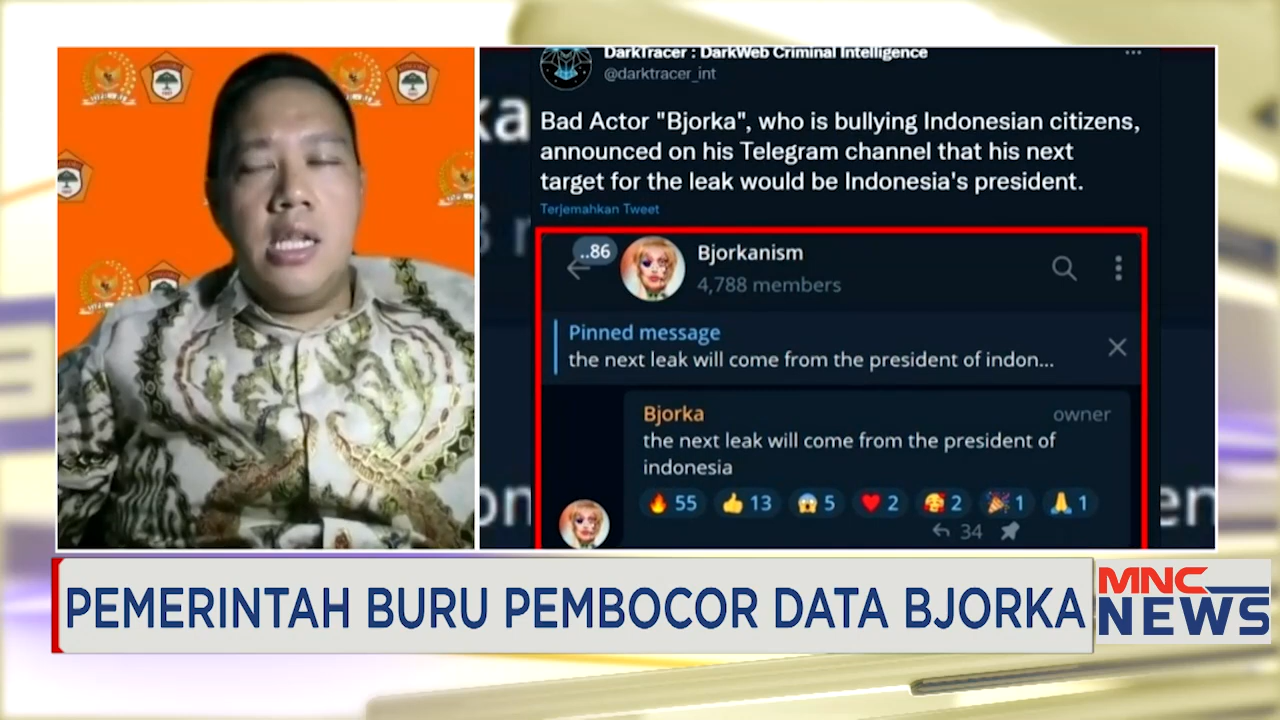 DarkTracer : DarkWeb Criminal Intelligence
@darktracer_int
Bad Actor "Bjorka", who is bullying Indonesian citizens,
announced on his Telegram channel that his next
target for the leak would be Indonesia's president.
Terjemahkan Tweet
..86
Bjorkanism
4,788 members
Pinned message
the next leak will come from the president of indon...
Bjorka
owner
the next leak will come from the president of
indonesia
55 13 5 2 2 1 1
34
PEMERINTAH BURU PEMBOCOR DATA BJORKA
MNC
NEWS